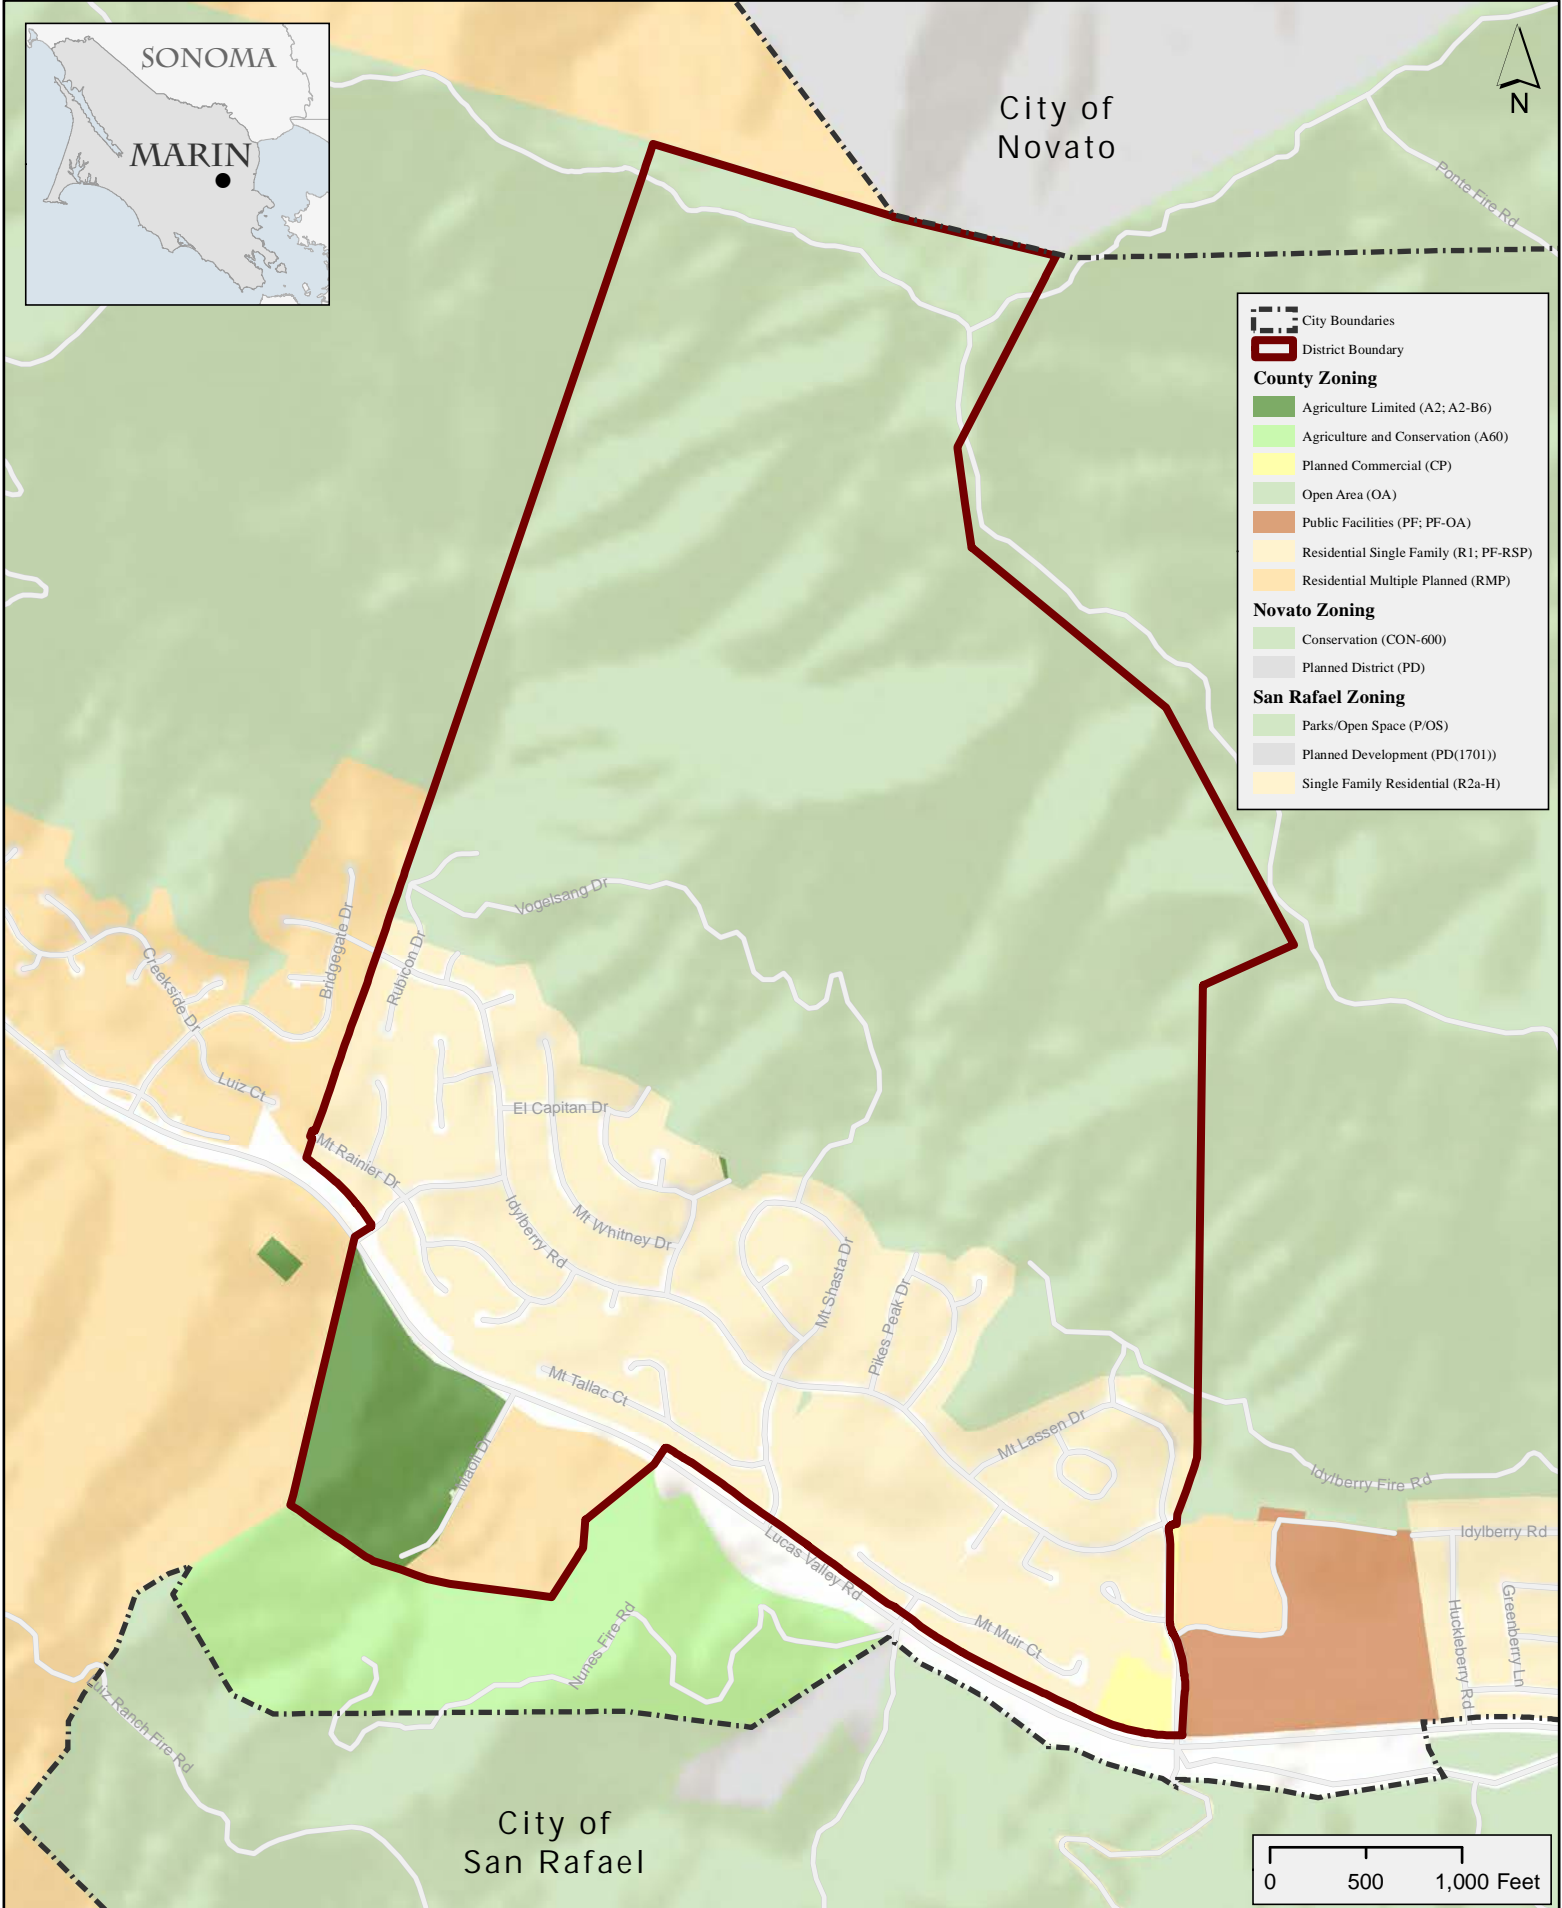 SONOMA
MARIN
City of
Novato
N
Ponte Fire Rd
City Boundaries
District Boundary
County Zoning
Agriculture Limited (A2; A2-B6)
Agriculture and Conservation (A60)
Planned Commercial (CP)
Open Area (OA)
Public Facilities (PF; PF-OA)
Residential Single Family (R1; PF-RSP)
Residential Multiple Planned (RMP)
Novato Zoning
Conservation (CON-600)
Planned District (PD)
San Rafael Zoning
Parks/Open Space (P/OS)
Planned Development (PD(1701))
Single Family Residential (R2a-H)
Vogelsang Dr
Bridgegate Dr
Rubicon Dr
Creekside Dr
Luiz Ct
El Capitan Dr
Mt Rainier Dr
Idylberry Rd
Mt Whitney Dr
Mt Shasta Dr
Pikes Peak Dr
Mt Tallac Ct
Mt Lassen Dr
Idylberry Fire Rd
Idylberry Rd
Lucas Valley Rd
Mt Muir Ct
Huckleberry Rd
Greenberry Ln
Nunes Fire Rd
Luiz Ranch Fire Rd
City of
San Rafael
0 500 1,000 Feet